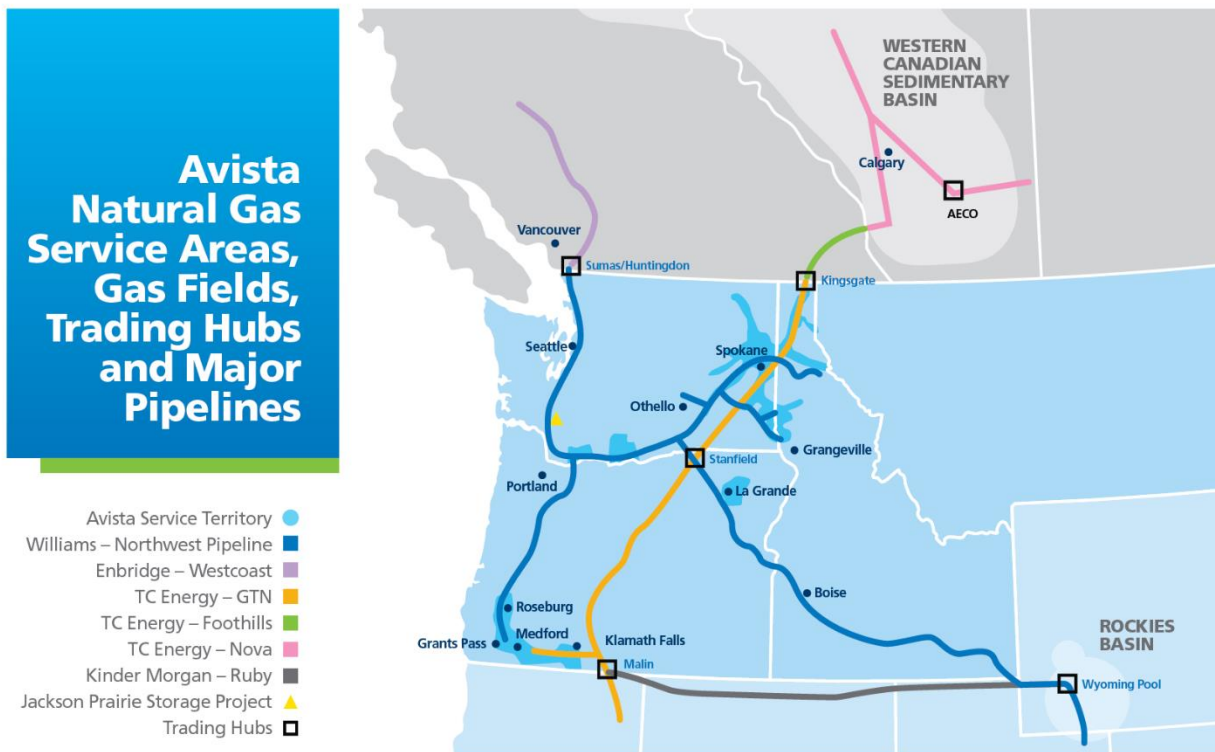 Avista
Natural Gas
Service Areas,
Gas Fields,
Trading Hubs
and Major
Pipelines
Avista Service Territory
Williams – Northwest Pipeline
Enbridge – Westcoast
TC Energy – GTN
TC Energy – Foothills
TC Energy – Nova
Kinder Morgan – Ruby
Jackson Prairie Storage Project
Trading Hubs
WESTERN
CANADIAN
SEDIMENTARY
BASIN
Calgary
AECO
Vancouver
Sumas/Huntingdon
Kingsgate
Seattle
Spokane
Othello
Grangeville
Stanfield
Portland
La Grande
Boise
Roseburg
Grants Pass
Medford
Klamath Falls
Malin
ROCKIES
BASIN
Wyoming Pool